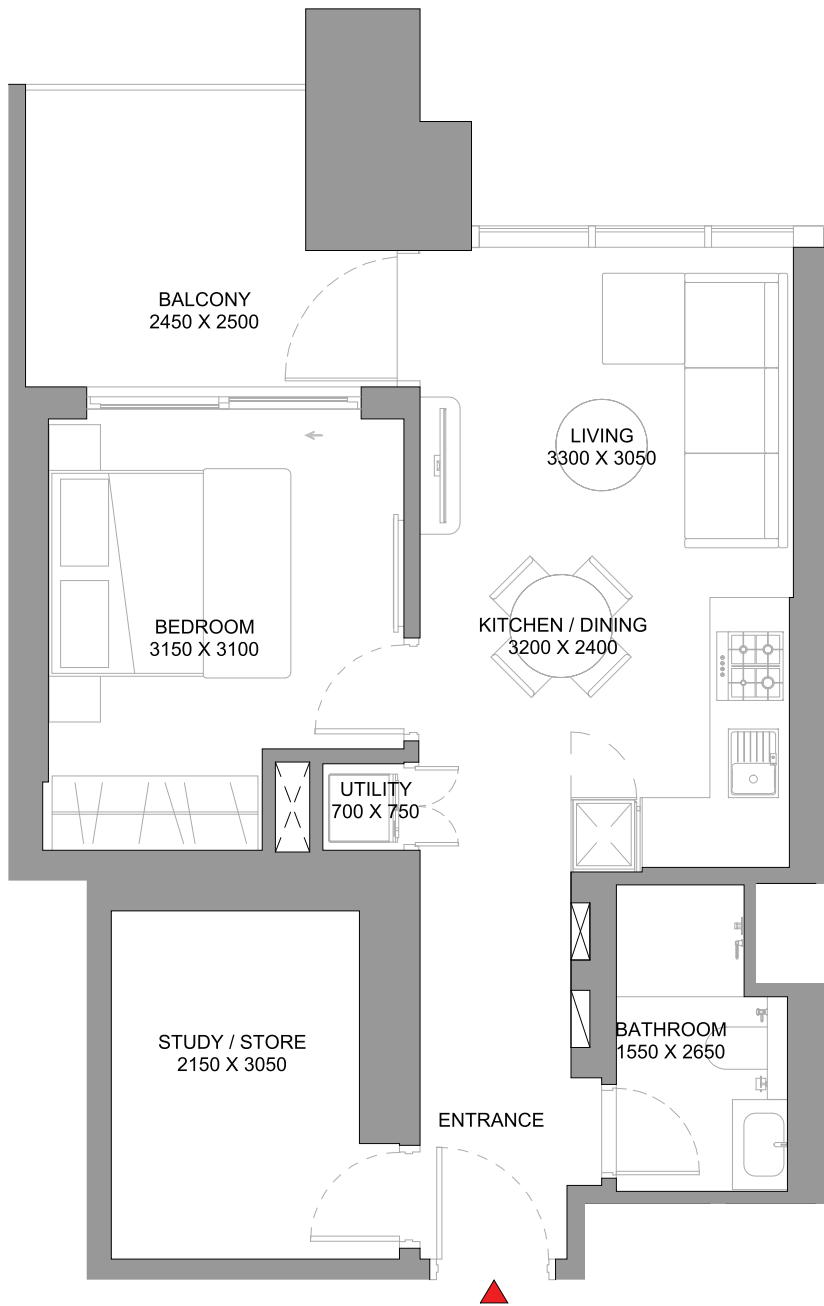 BALCONY
2450 X 2500
LIVING
3300 X 3050
BEDROOM
3150 X 3100
KITCHEN / DINING
3200 X 2400
UTILITY
700 X 750
STUDY / STORE
2150 X 3050
BATHROOM
1550 X 2650
ENTRANCE